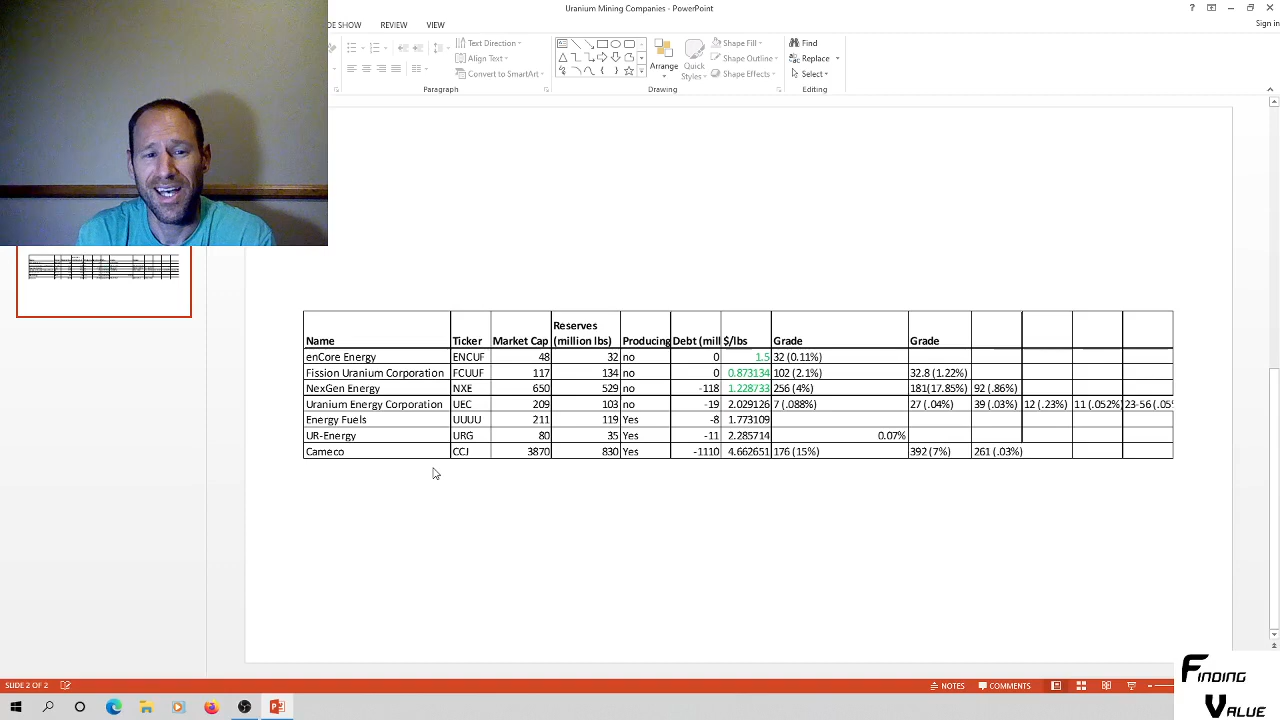 Uranium Mining Companies - PowerPoint
Sign in
DE SHOW REVIEW VIEW
Text Direction Shape Fill Find
Align Text Arrange Quick Styles Shape Outline Replace
Convert to SmartArt Shape Effects Select
Paragraph Drawing Editing
Name Ticker Market Cap Reserves (million lbs) Producing Debt (mill $/lbs Grade Grade
enCore Energy ENCUF 48 32 no 0 1.5 32 (0.11%)
Fission Uranium Corporation FCUUF 117 134 no 0 0.873134 102 (2.1%) 32.8 (1.22%)
NexGen Energy NXE 650 529 no -118 1.228733 256 (4%) 181(17.85%) 92 (.86%)
Uranium Energy Corporation UEC 209 103 no -19 2.029126 7 (.088%) 27 (.04%) 39 (.03%) 12 (.23%) 11 (.052%) 23-56 (.05%
Energy Fuels UUUU 211 119 Yes -8 1.773109
UR-Energy URG 80 35 Yes -11 2.285714 0.07%
Cameco CCJ 3870 830 Yes -1110 4.662651 176 (15%) 392 (7%) 261 (.03%)
SLIDE 2 OF 2 NOTES COMMENTS
FINDING
VALUE